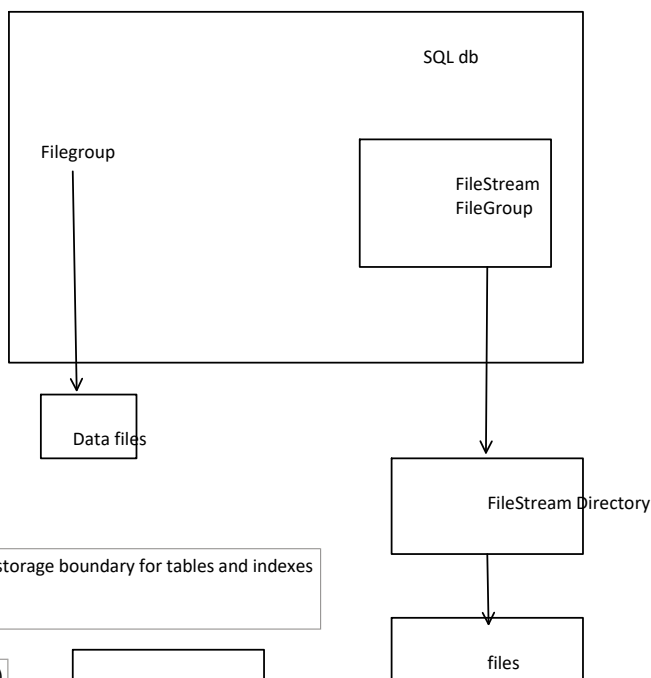 SQL db
Filegroup
FileStream
FileGroup
Data files
FileStream Directory
storage boundary for tables and indexes
files